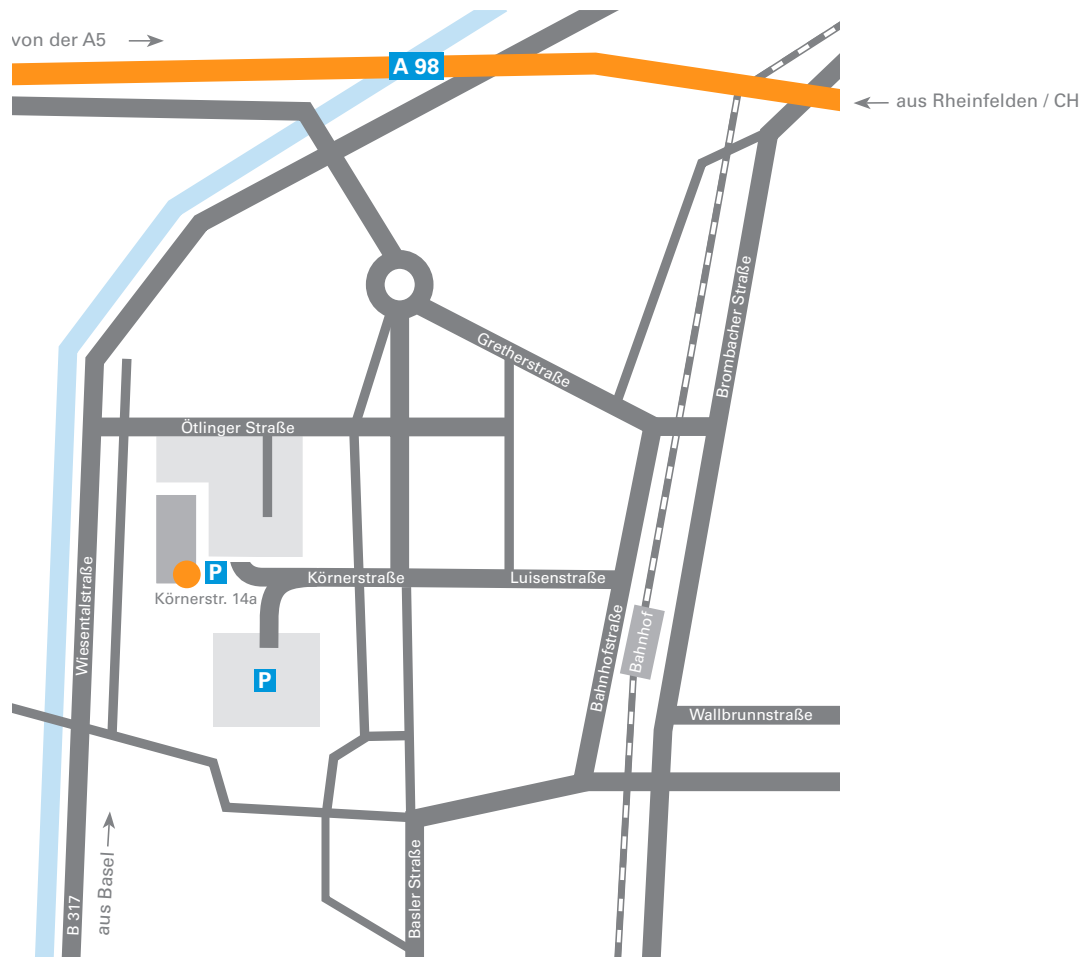 von der A5
A 98
aus Rheinfelden / CH
Gretherstraße
Brombacher Straße
Ötlinger Straße
P
Körnerstraße
Luisenstraße
Körnerstr. 14a
Wiesentalstraße
Bahnhofstraße
Bahnhof
P
Wallbrunnstraße
aus Basel
B 317
Basler Straße